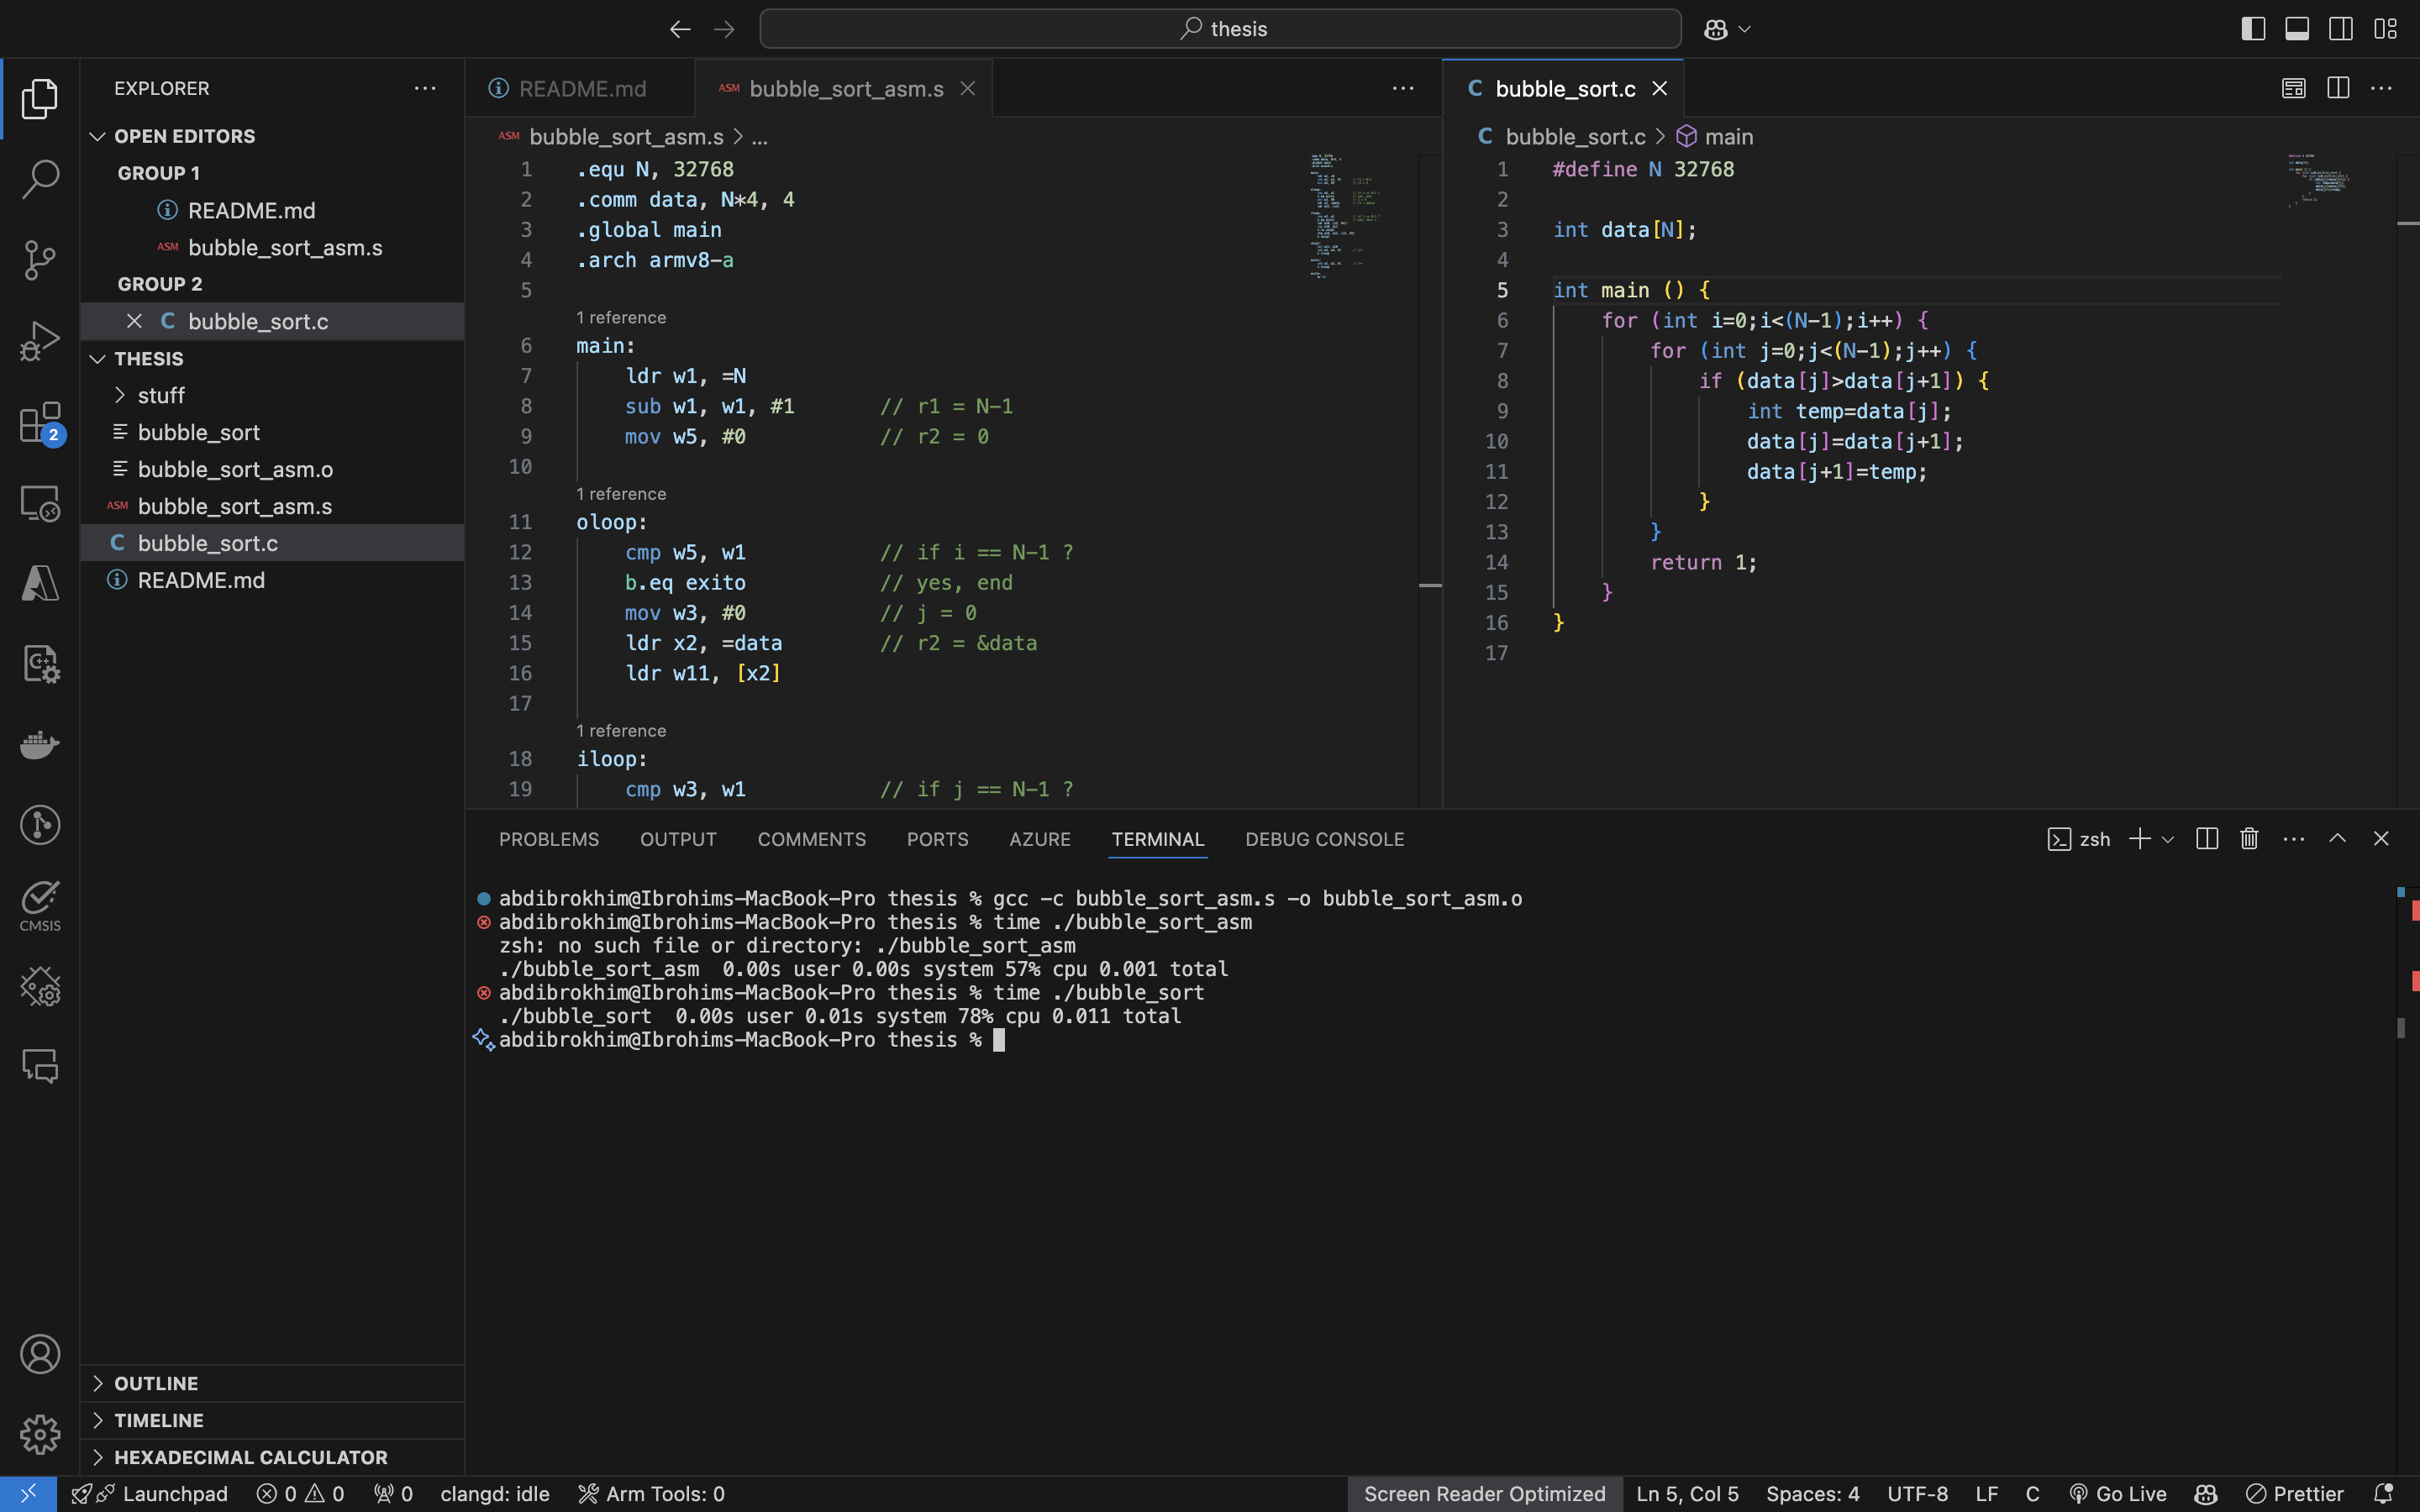 thesis
EXPLORER
OPEN EDITORS
GROUP 1
README.md
ASM bubble_sort_asm.s
GROUP 2
C bubble_sort.c
THESIS
stuff
bubble_sort
bubble_sort_asm.o
ASM bubble_sort_asm.s
C bubble_sort.c
README.md
2
CMSIS
OUTLINE
TIMELINE
HEXADECIMAL CALCULATOR
README.md
ASM bubble_sort_asm.s
ASM bubble_sort_asm.s > ...
1 .equ N, 32768
2 .comm data, N*4, 4
3 .global main
4 .arch armv8-a
5
1 reference
6 main:
7 ldr w1, =N
8 sub w1, w1, #1 // r1 = N-1
9 mov w5, #0 // r2 = 0
10
1 reference
11 oloop:
12 cmp w5, w1 // if i == N-1 ?
13 b.eq exito // yes, end
14 mov w3, #0 // j = 0
15 ldr x2, =data // r2 = &data
16 ldr w11, [x2]
17
1 reference
18 iloop:
19 cmp w3, w1 // if j == N-1 ?
C bubble_sort.c
C bubble_sort.c > main
1 #define N 32768
2
3 int data[N];
4
5 int main () {
6 for (int i=0;i<(N-1);i++) {
7 for (int j=0;j<(N-1);j++) {
8 if (data[j]>data[j+1]) {
9 int temp=data[j];
10 data[j]=data[j+1];
11 data[j+1]=temp;
12 }
13 }
14 return 1;
15 }
16 }
17
PROBLEMS OUTPUT COMMENTS PORTS AZURE TERMINAL DEBUG CONSOLE
zsh
abdibrokhim@Ibrohims-MacBook-Pro thesis % gcc -c bubble_sort_asm.s -o bubble_sort_asm.o
abdibrokhim@Ibrohims-MacBook-Pro thesis % time ./bubble_sort_asm
zsh: no such file or directory: ./bubble_sort_asm
./bubble_sort_asm 0.00s user 0.00s system 57% cpu 0.001 total
abdibrokhim@Ibrohims-MacBook-Pro thesis % time ./bubble_sort
./bubble_sort 0.00s user 0.01s system 78% cpu 0.011 total
abdibrokhim@Ibrohims-MacBook-Pro thesis %
Launchpad 0 0 0 clangd: idle Arm Tools: 0 Screen Reader Optimized Ln 5, Col 5 Spaces: 4 UTF-8 LF C Go Live Prettier